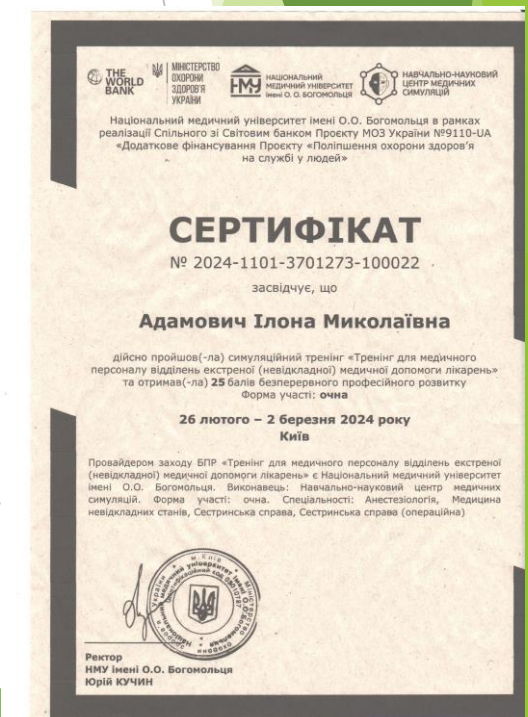 THE WORLD BANK
МІНІСТЕРСТВО ОХОРОНИ ЗДОРОВ'Я УКРАЇНИ
НМУ
НАЦІОНАЛЬНИЙ МЕДИЧНИЙ УНІВЕРСИТЕТ імені О. О. БОГОМОЛЬЦЯ
НАВЧАЛЬНО-НАУКОВИЙ ЦЕНТР МЕДИЧНИХ СИМУЛЯЦІЙ
Національний медичний університет імені О.О. Богомольця в рамках
реалізації Спільного зі Світовим банком Проєкту МОЗ України №9110-UA
«Додаткове фінансування Проєкту «Поліпшення охорони здоров'я
на службі у людей»
СЕРТИФІКАТ
№ 2024-1101-3701273-100022
засвідчує, що
Адамович Ілона Миколаївна
дійсно пройшов(-ла) симуляційний тренінг «Тренінг для медичного
персоналу відділень екстреної (невідкладної) медичної допомоги лікарень»
та отримав(-ла) 25 балів безперервного професійного розвитку
Форма участі: очна
26 лютого – 2 березня 2024 року
Київ
Провайдером заходу БПР «Тренінг для медичного персоналу відділень екстреної
(невідкладної) медичної допомоги лікарень» є Національний медичний університет
імені О.О. Богомольця. Виконавець: Навчально-науковий центр медичних
симуляцій. Форма участі: очна. Спеціальності: Анестезіологія, Медицина
невідкладних станів, Сестринська справа, Сестринська справа (операційна)
Ректор
НМУ імені О.О. Богомольця
Юрій КУЧИН